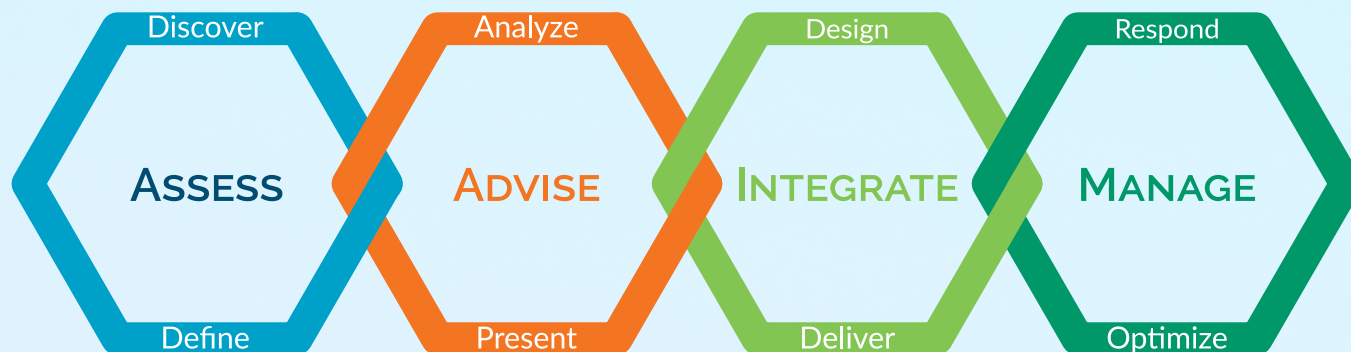 Discover
Analyze
Design
Respond
ASSESS
ADVISE
INTEGRATE
MANAGE
Define
Present
Deliver
Optimize